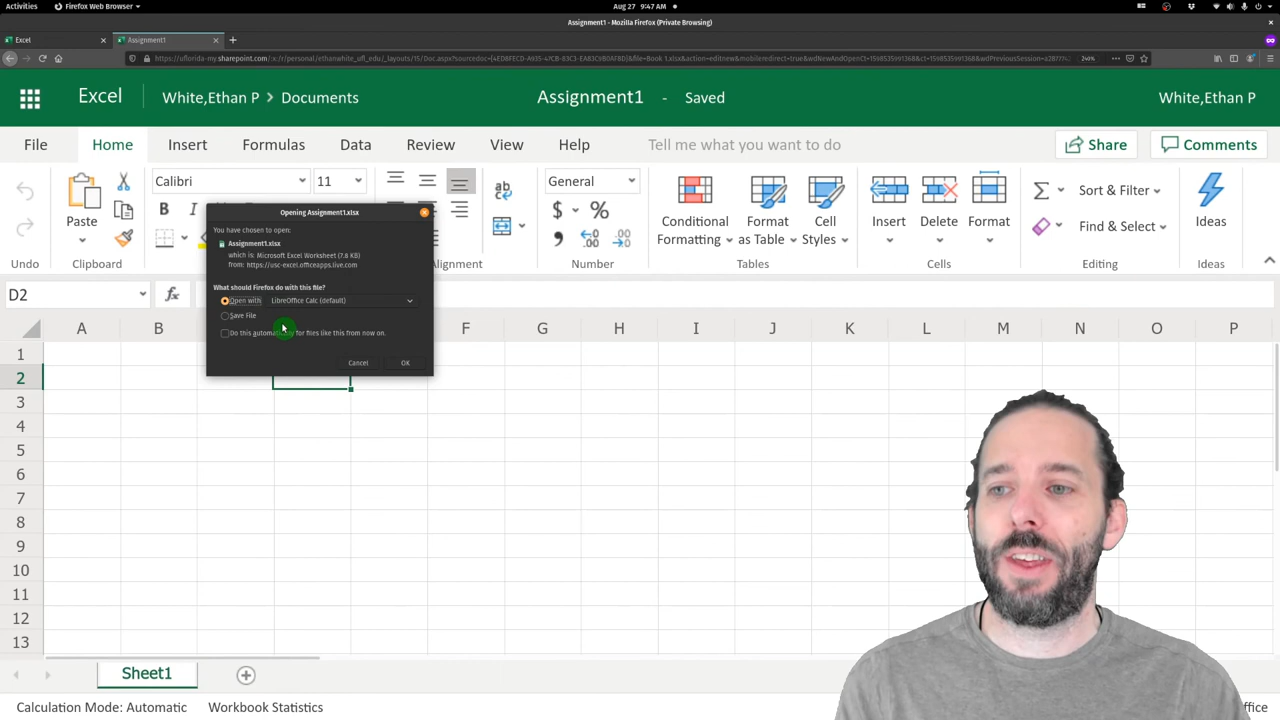 Activities Firefox Web Browser Aug 27 9:47 AM
Assignment1 - Mozilla Firefox (Private Browsing)
Excel Assignment1
240%
Excel White,Ethan P Documents Assignment1 - Saved White,Ethan P
File Home Insert Formulas Data Review View Help Tell me what you want to do Share Comments
Calibri 11 General
Paste B
Conditional Formatting Format as Table Cell Styles Insert Delete Format Sort & Filter Find & Select Ideas
Undo Clipboard Alignment Number Tables Cells Editing
Opening Assignment1.xlsx
You have chosen to open:
Assignment1.xlsx
which is: Microsoft Excel Worksheet (7.8 KB)
from: https://usc-excel.officeapps.live.com
What should Firefox do with this file?
Open with LibreOffice Calc (default)
Save File
Do this automatically for files like this from now on.
Cancel OK
D2 fx
A B F G H I J K L M N O P
1
2
3
4
5
6
7
8
9
10
11
12
13
Sheet1
Calculation Mode: Automatic Workbook Statistics